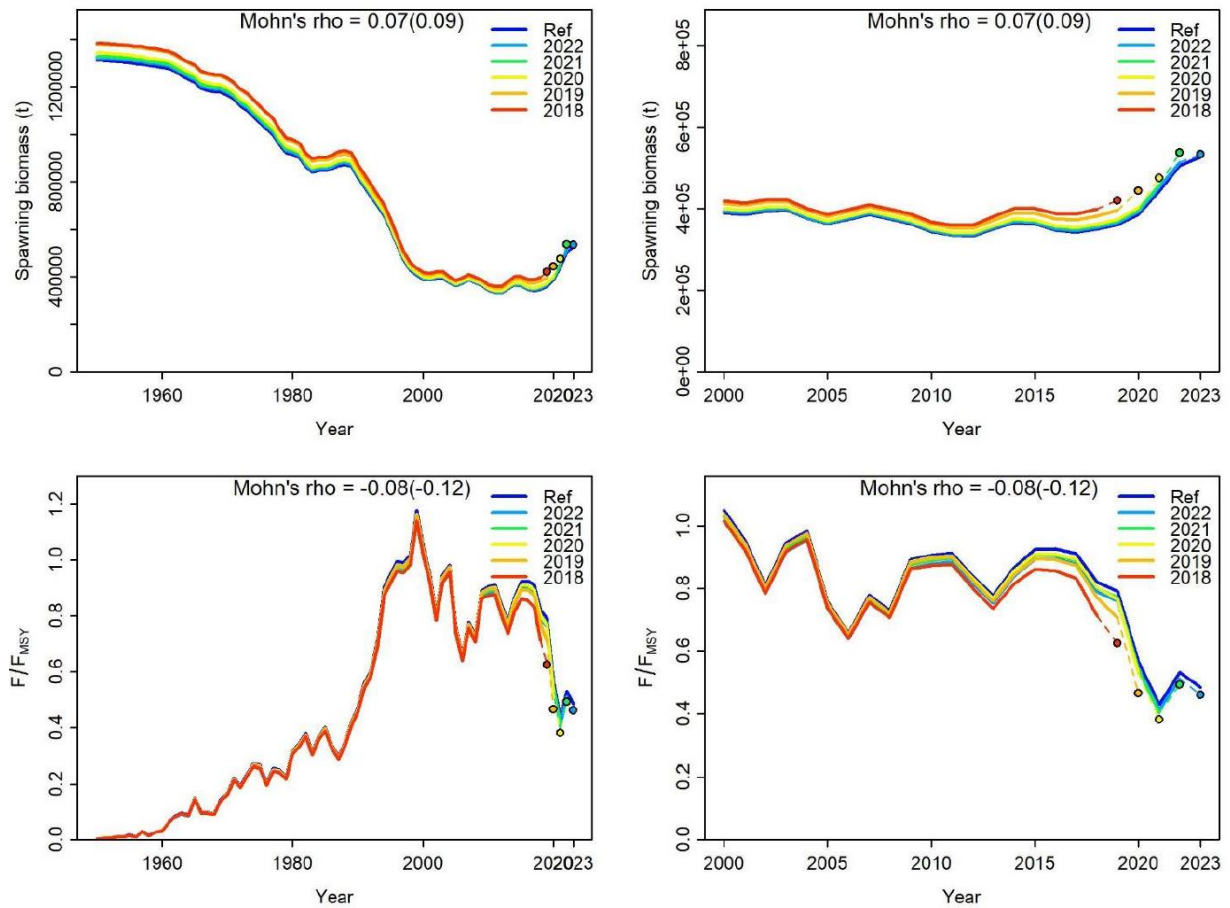 Mohn's rho = 0.07(0.09)
Ref
2022
2021
2020
2019
2018
Spawning biomass (t)
1200000
800000
400000
0
1960 1980 2000 2020 2023
Year
Mohn's rho = 0.07(0.09)
Ref
2022
2021
2020
2019
2018
Spawning biomass (t)
8e+05
6e+05
4e+05
2e+05
0e+00
2000 2005 2010 2015 2020 2023
Year
Mohn's rho = -0.08(-0.12)
Ref
2022
2021
2020
2019
2018
F/FMSY
1.2
1.0
0.8
0.6
0.4
0.2
0.0
1960 1980 2000 2020 2023
Year
Mohn's rho = -0.08(-0.12)
Ref
2022
2021
2020
2019
2018
F/FMSY
1.0
0.8
0.6
0.4
0.2
0.0
2000 2005 2010 2015 2020 2023
Year